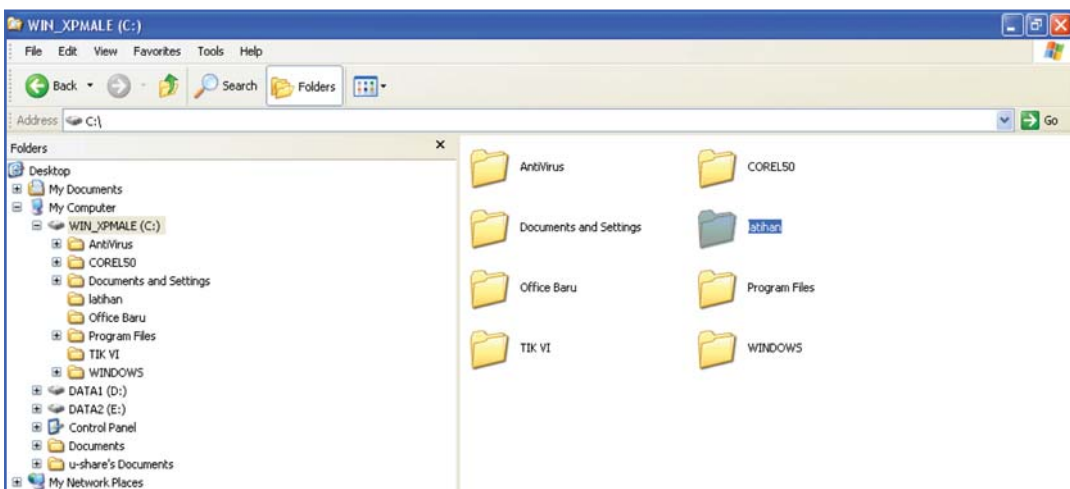 WIN_XPMALE (C:)
File Edit View Favorites Tools Help
Back Search Folders
Address C:\ Go
Folders
Desktop
My Documents
My Computer
WIN_XPMALE (C:)
AntiVirus
COREL50
Documents and Settings
latihan
Office Baru
Program Files
TIK VI
WINDOWS
DATA1 (D:)
DATA2 (E:)
Control Panel
Documents
u-share's Documents
My Network Places
AntiVirus COREL50
Documents and Settings latihan
Office Baru Program Files
TIK VI WINDOWS